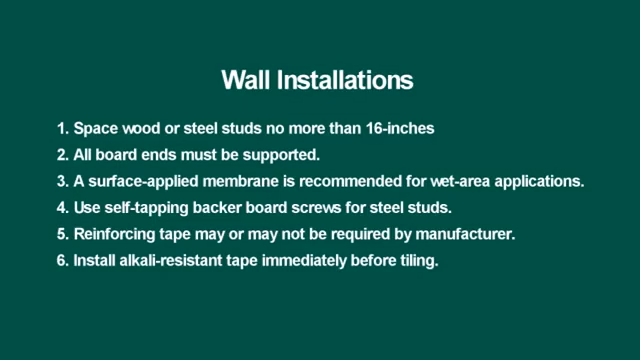 Wall Installations
1. Space wood or steel studs no more than 16-inches
2. All board ends must be supported.
3. A surface-applied membrane is recommended for wet-area applications.
4. Use self-tapping backer board screws for steel studs.
5. Reinforcing tape may or may not be required by manufacturer.
6. Install alkali-resistant tape immediately before tiling.